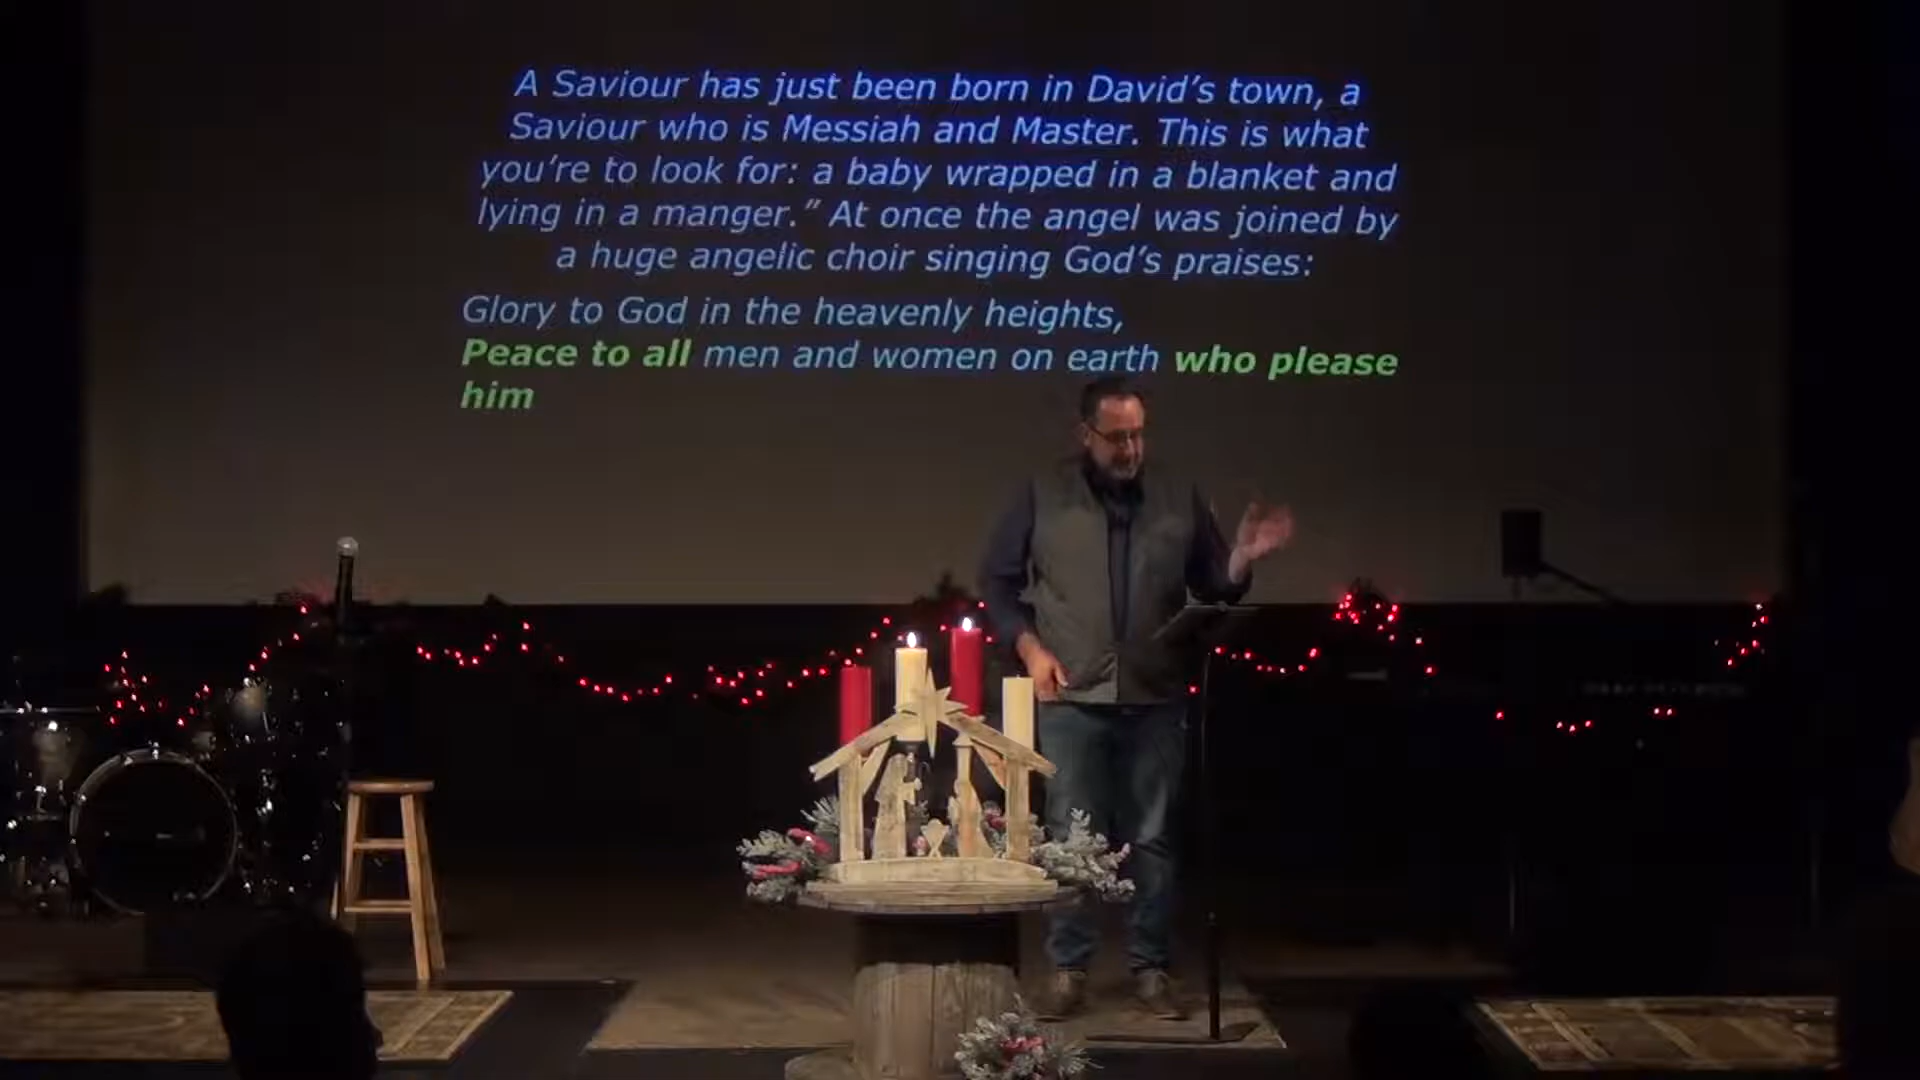 A Saviour has just been born in David’s town, a
Saviour who is Messiah and Master. This is what
you’re to look for: a baby wrapped in a blanket and
lying in a manger.” At once the angel was joined by
a huge angelic choir singing God’s praises:
Glory to God in the heavenly heights,
Peace to all men and women on earth who please
him